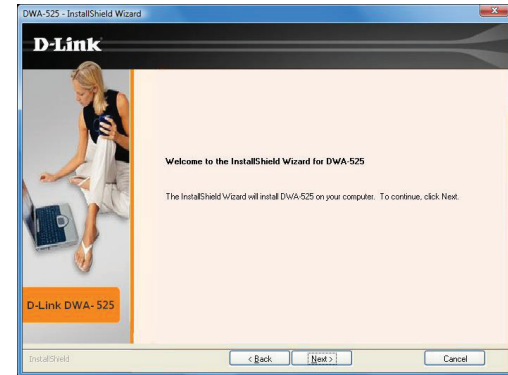 DWA-525 - InstallShield Wizard
D-Link
Welcome to the InstallShield Wizard for DWA-525
The InstallShield Wizard will install DWA-525 on your computer. To continue, click Next.
D-Link DWA- 525
InstallShield
< Back
Next >
Cancel